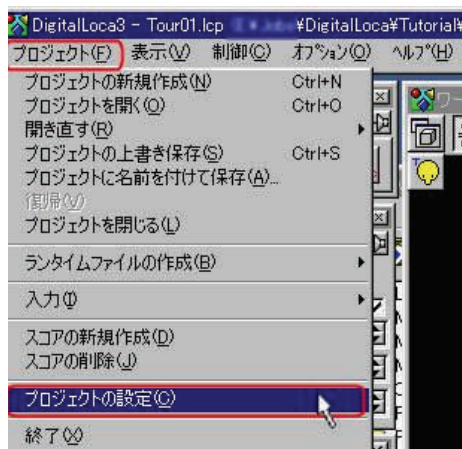 DigitalLoca3 - Tour01.lcp ¥DigitalLoca¥Tutorial¥
プロジェクト(F) 表示(V) 制御(C) オプション(O) ヘルプ(H)
プロジェクトの新規作成(N) Ctrl+N
プロジェクトを開く(O) Ctrl+O
開き直す(R)
プロジェクトの上書き保存(S) Ctrl+S
プロジェクトに名前を付けて保存(A)...
復帰(V)
プロジェクトを閉じる(L)
ランタイムファイルの作成(B)
入力(I)
スコアの新規作成(D)
スコアの削除(J)
プロジェクトの設定(C)
終了(X)
ワー